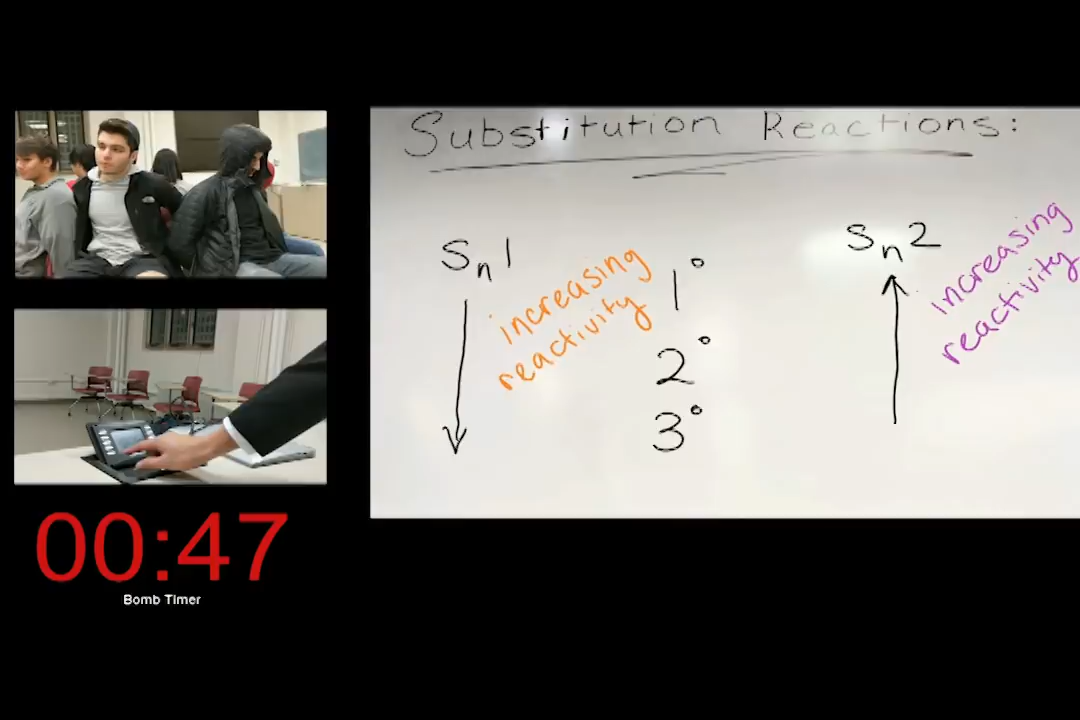 Substitution Reactions:
Sn1
increasing
reactivity
1°
2°
3°
Sn2
increasing
reactivity
00:47
Bomb Timer